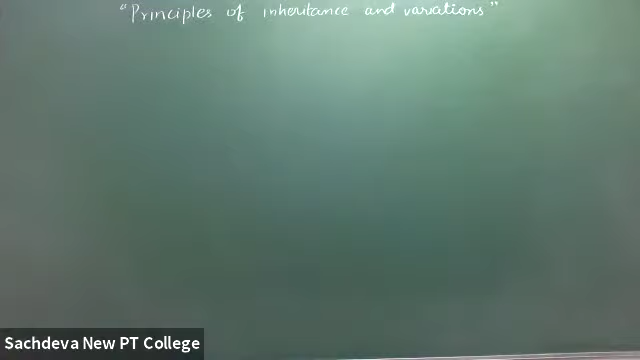 "Principles of inheritance and variations"
Sachdeva New PT College